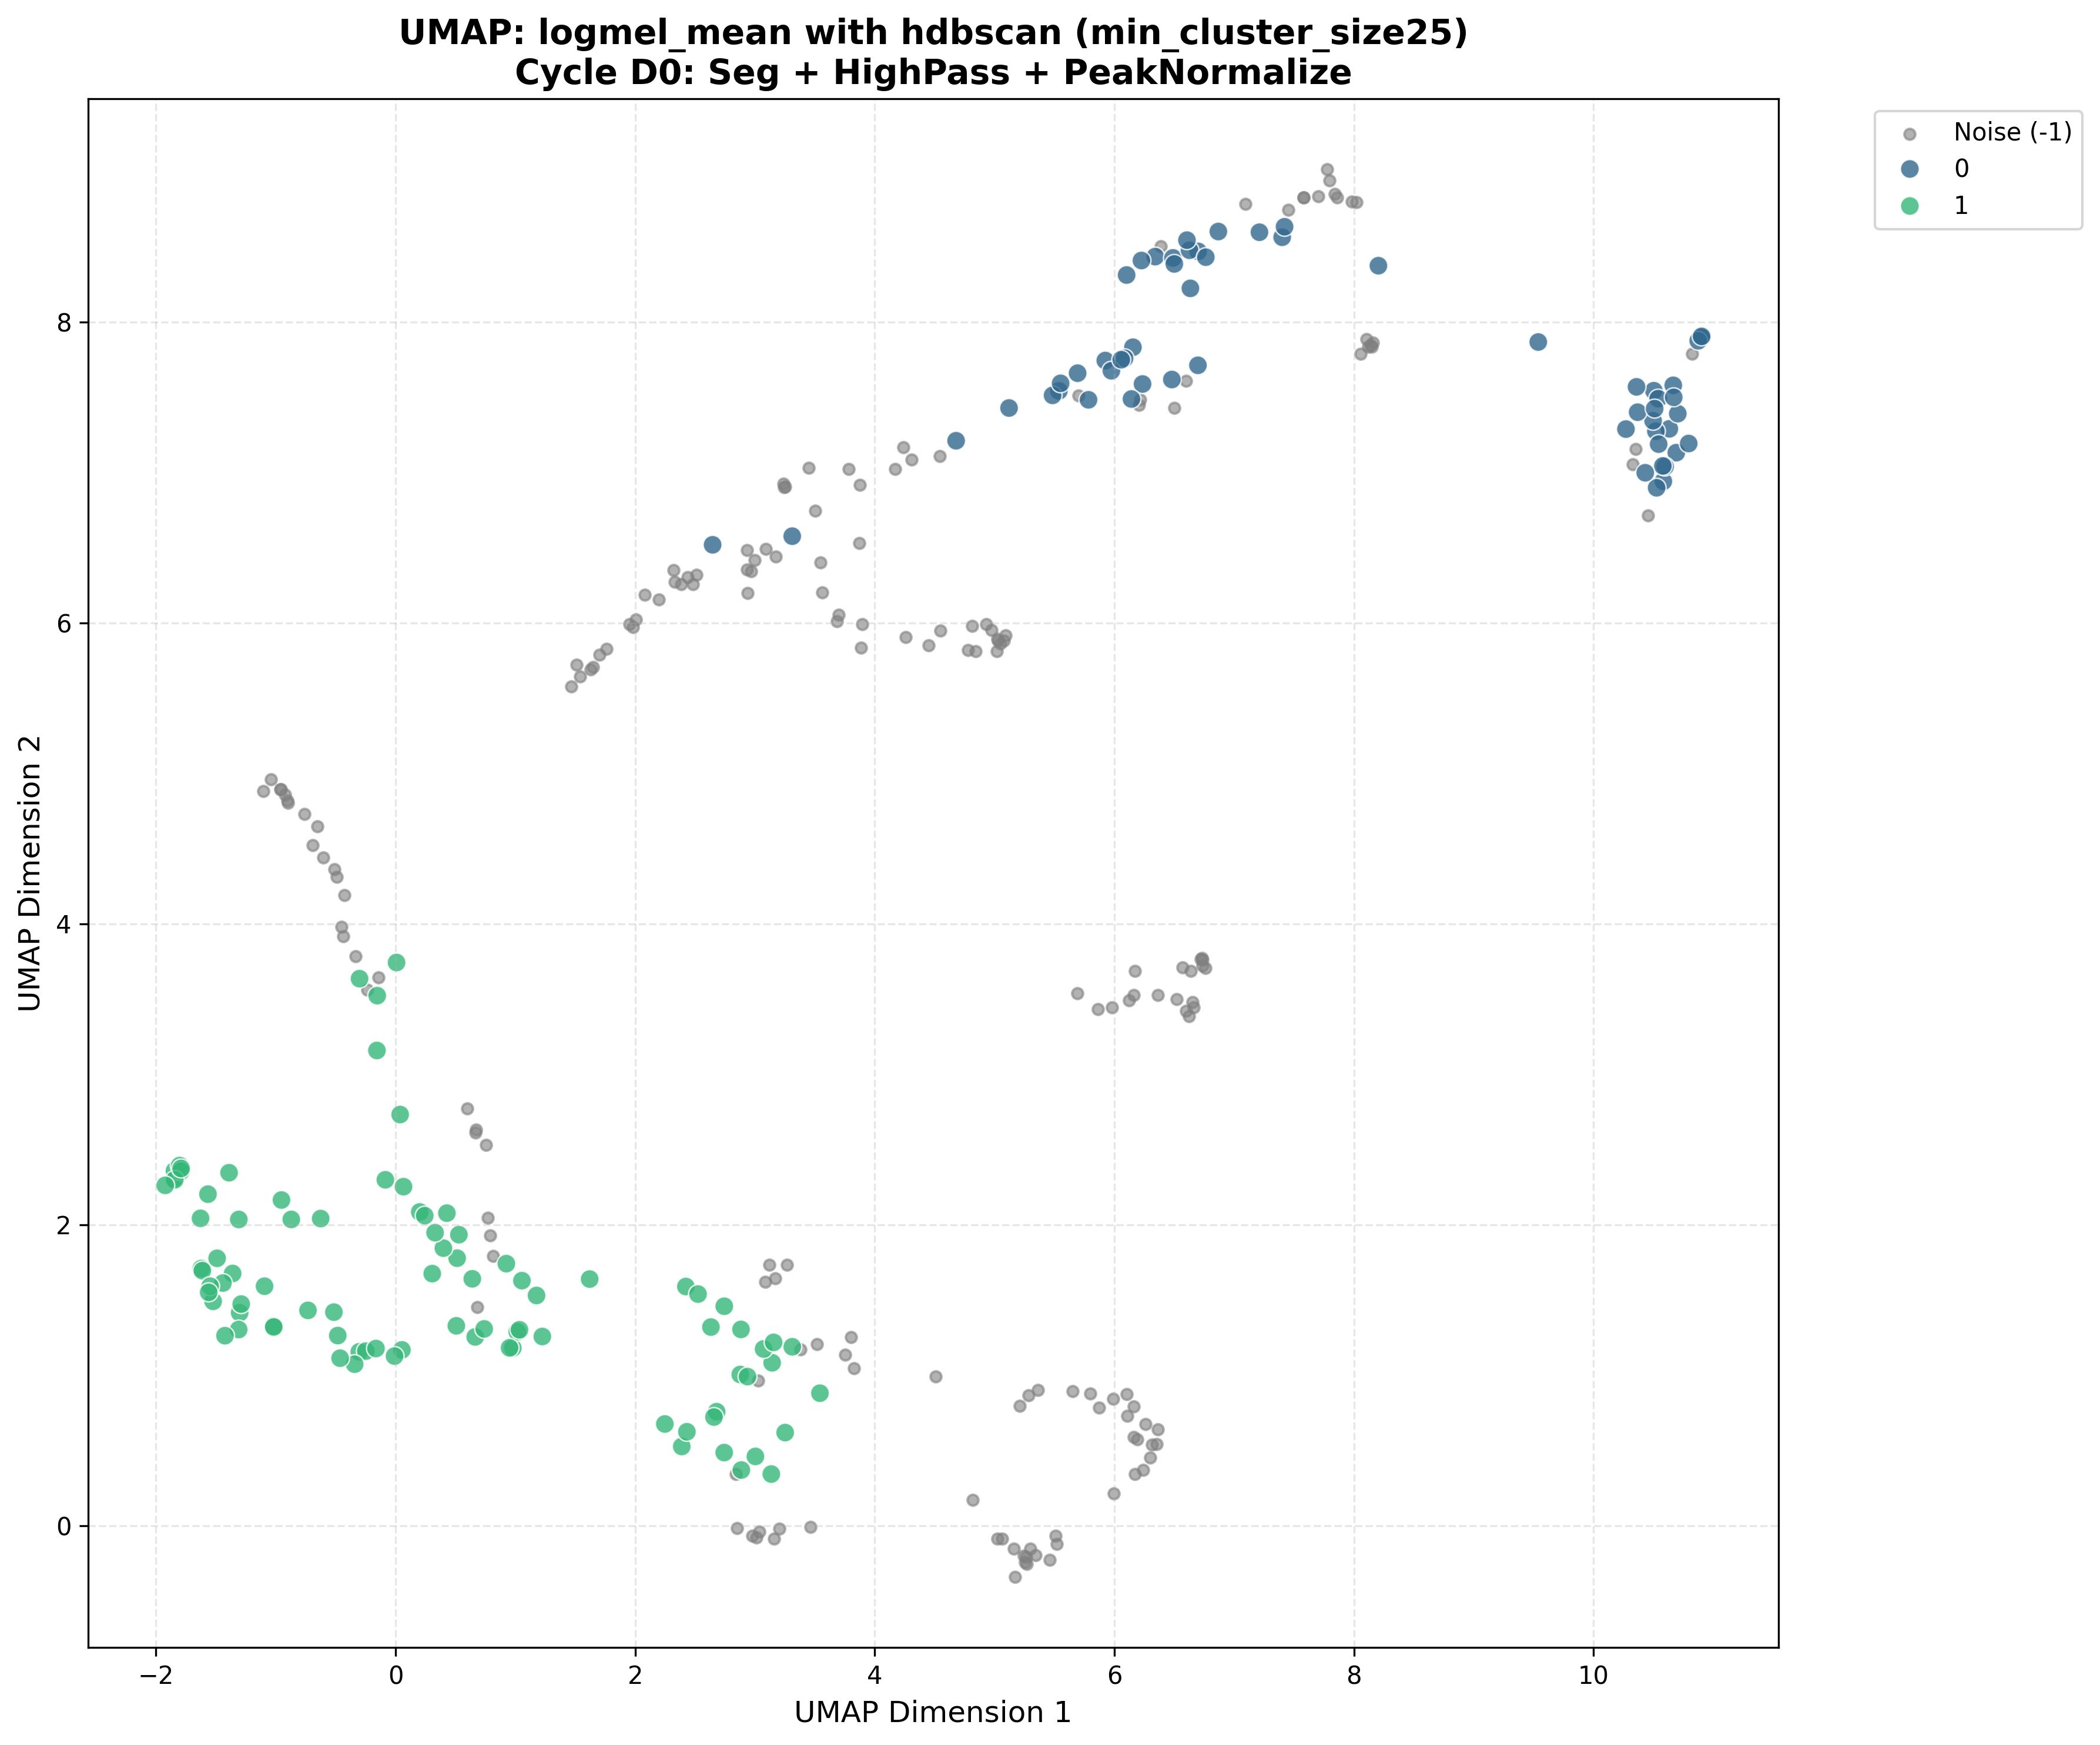 UMAP: logmel_mean with hdbscan (min_cluster_size25)
Cycle D0: Seg + HighPass + PeakNormalize
Noise (-1)
0
1
8
6
4
2
0
UMAP Dimension 2
−2 0 2 4 6 8 10
UMAP Dimension 1